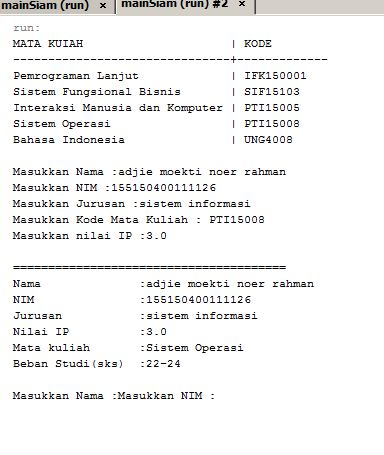 mainSiam (run) × mainSiam (run) #2 ×
run:
MATA KUIAH | KODE
-------------------------------+-------------
Pemrograman Lanjut | IFK150001
Sistem Fungsional Bisnis | SIF15103
Interaksi Manusia dan Komputer | PTI15005
Sistem Operasi | PTI15008
Bahasa Indonesia | UNG4008
Masukkan Nama :adjie moekti noer rahman
Masukkan NIM :155150400111126
Masukkan Jurusan :sistem informasi
Masukkan Kode Mata Kuliah : PTI15008
Masukkan nilai IP :3.0
=======================================
Nama :adjie moekti noer rahman
NIM :155150400111126
Jurusan :sistem informasi
Nilai IP :3.0
Mata kuliah :Sistem Operasi
Beban Studi(sks) :22-24
Masukkan Nama :Masukkan NIM :